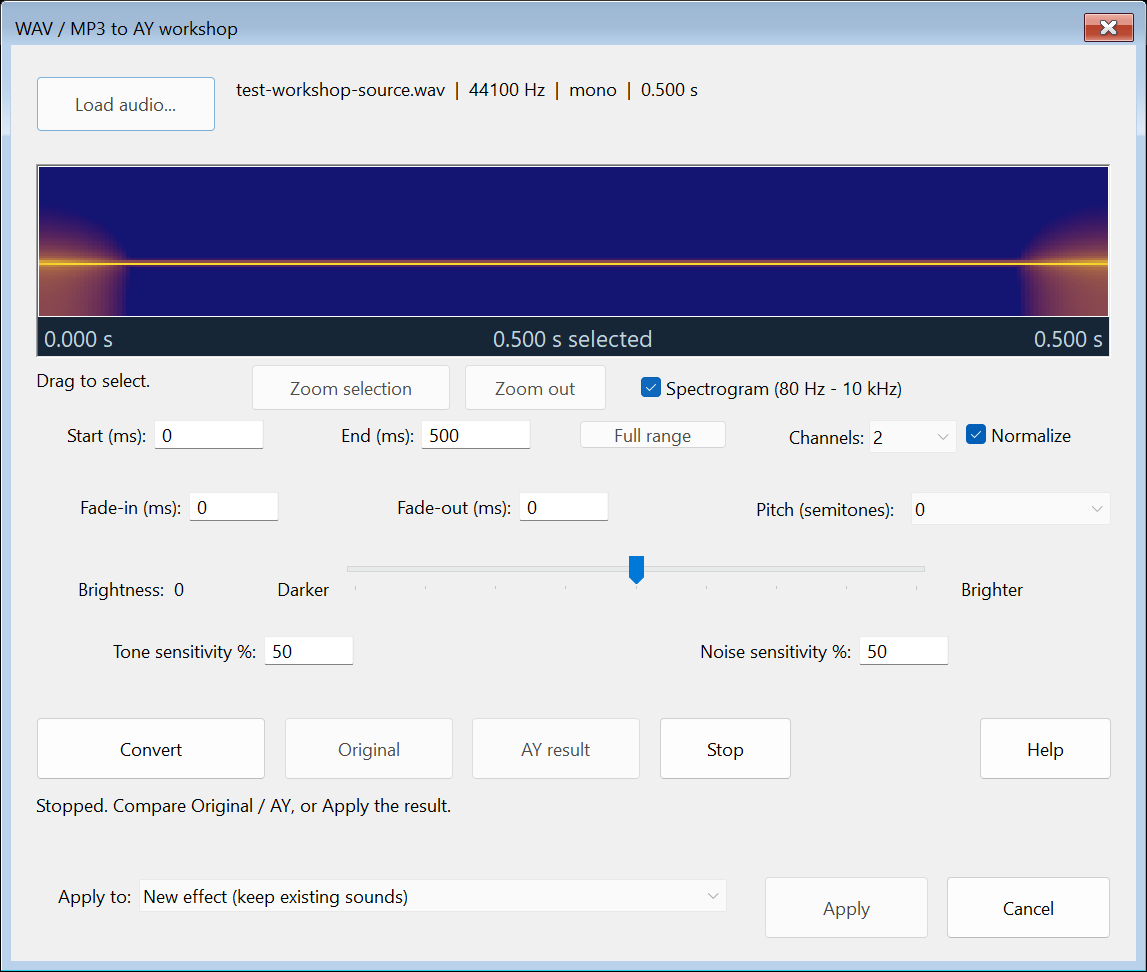 WAV / MP3 to AY workshop
Load audio...
test-workshop-source.wav | 44100 Hz | mono | 0.500 s
0.000 s 0.500 s selected 0.500 s
Drag to select. Zoom selection Zoom out Spectrogram (80 Hz - 10 kHz)
Start (ms): 0 End (ms): 500 Full range Channels: 2 Normalize
Fade-in (ms): 0 Fade-out (ms): 0 Pitch (semitones): 0
Brightness: 0 Darker Brighter
Tone sensitivity %: 50 Noise sensitivity %: 50
Convert Original AY result Stop Help
Stopped. Compare Original / AY, or Apply the result.
Apply to: New effect (keep existing sounds) Apply Cancel